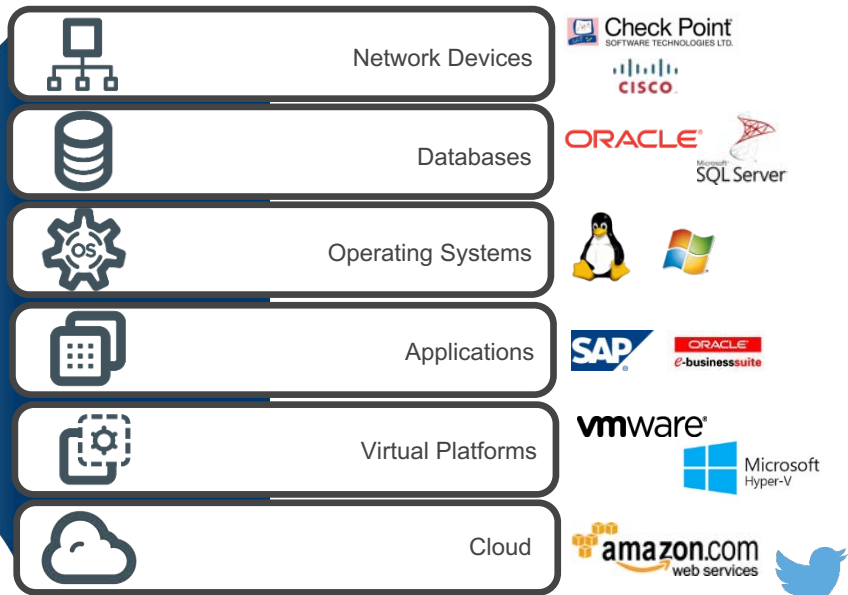 Network Devices
Check Point
SOFTWARE TECHNOLOGIES LTD.
CISCO
Databases
ORACLE®
Microsoft®
SQL Server
OS
Operating Systems
Applications
SAP®
ORACLE®
e-businesssuite
Virtual Platforms
vmware®
Microsoft
Hyper-V
Cloud
amazon.com
web services